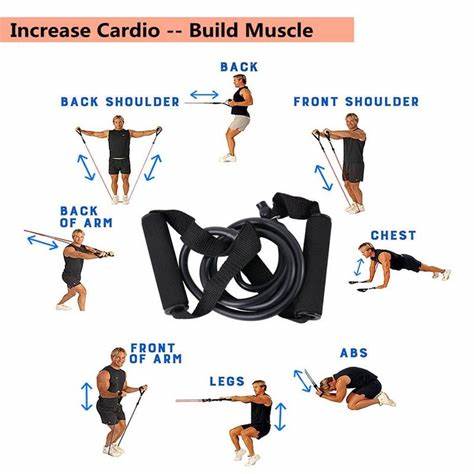 Increase Cardio -- Build Muscle
BACK
BACK SHOULDER
FRONT SHOULDER
BACK
OF ARM
CHEST
FRONT
OF ARM
LEGS
ABS